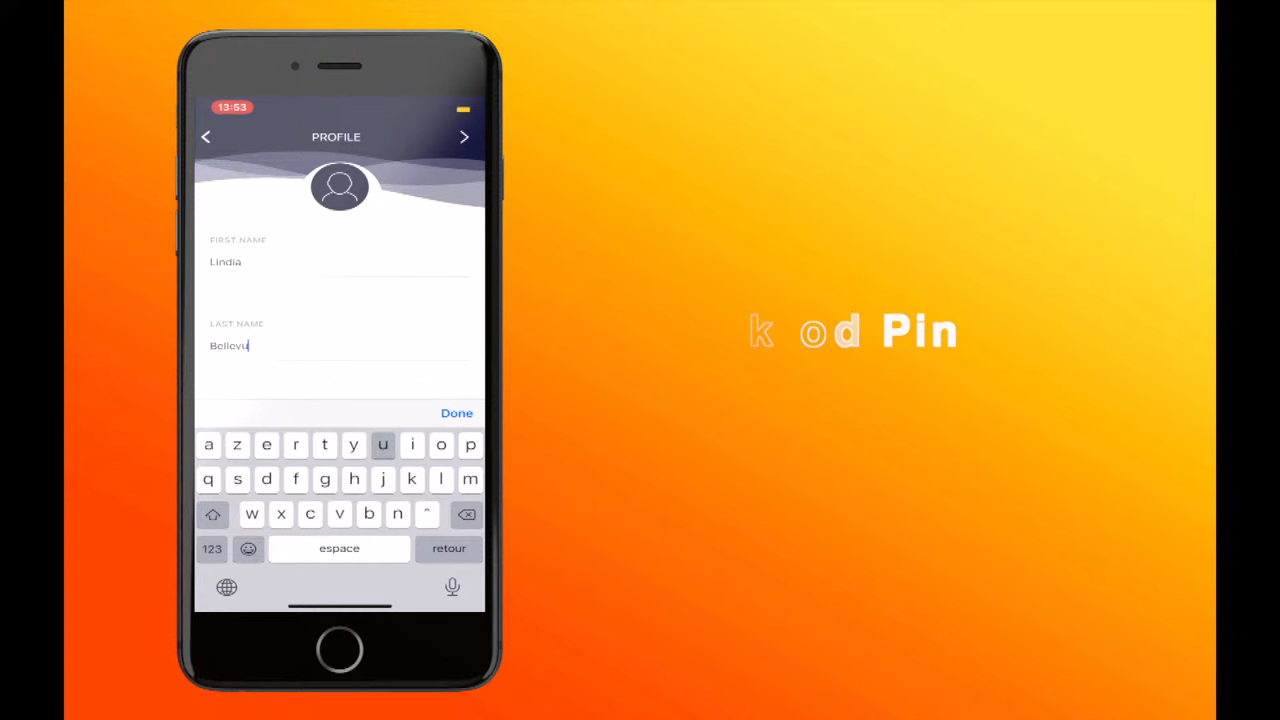 13:53
PROFILE
FIRST NAME
Lindia
LAST NAME
Bellevu
Done
a z e r t y u i o p
q s d f g h j k l m
w x c v b n ^
123 espace retour
k od Pin